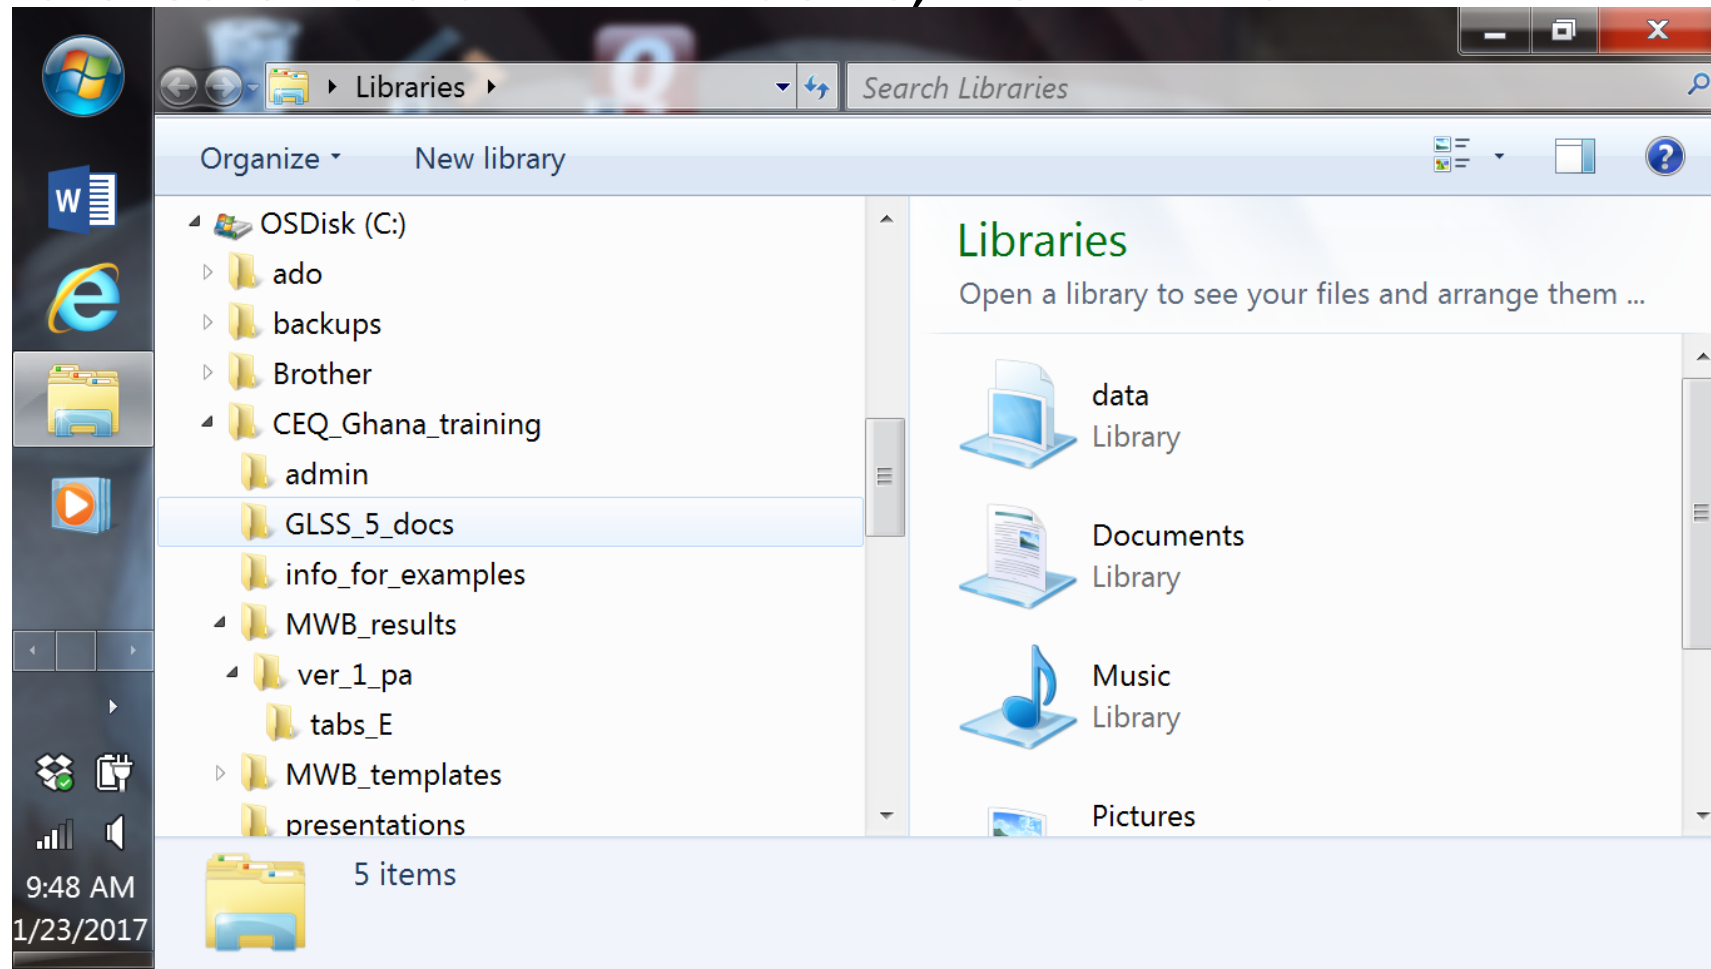 Libraries
Search Libraries
Organize
New library
OSDisk (C:)
ado
backups
Brother
CEQ_Ghana_training
admin
GLSS_5_docs
info_for_examples
MWB_results
ver_1_pa
tabs_E
MWB_templates
presentations
Libraries
Open a library to see your files and arrange them ...
data
Library
Documents
Library
Music
Library
Pictures
5 items
W
9:48 AM
1/23/2017